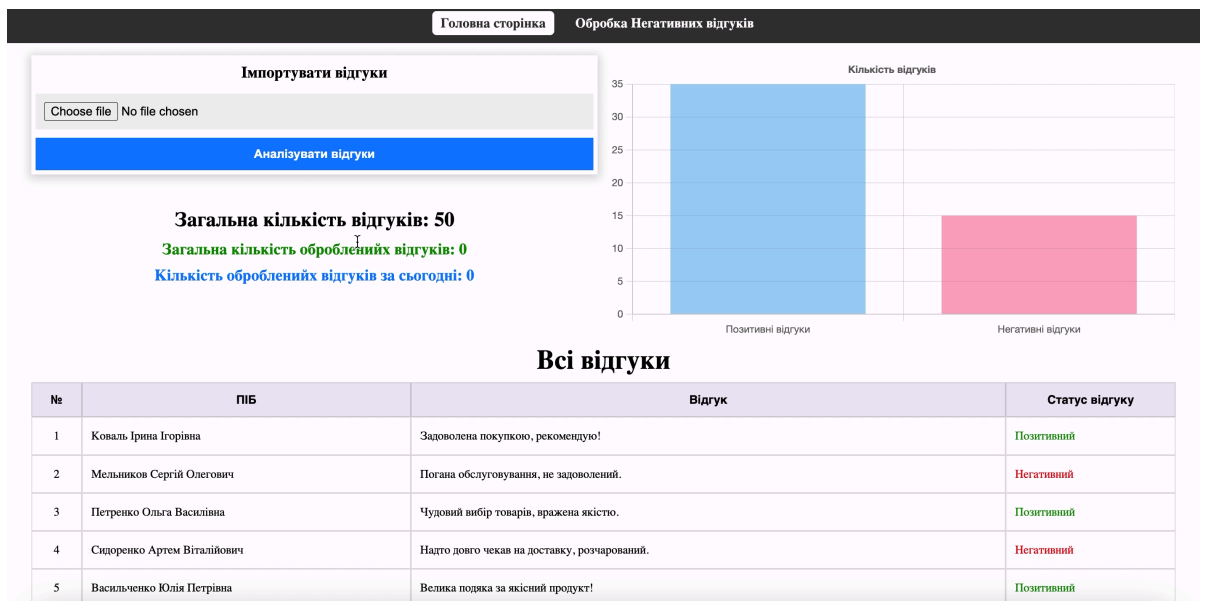 Головна сторінка Обробка Негативних відгуків
Імпортувати відгуки
Choose file No file chosen
Аналізувати відгуки
Загальна кількість відгуків: 50
Загальна кількість оброблениийх відгуків: 0
Кількість оброблениийх відгуків за сьогодні: 0
Кількість відгуків
35
30
25
20
15
10
5
0
Позитивні відгуки Негативні відгуки
Всі відгуки
№ ПІБ Відгук Статус відгуку
1 Коваль Ірина Ігорівна Задоволена покупкою, рекомендую! Позитивний
2 Мельников Сергій Олегович Погана обслуговування, не задоволений. Негативний
3 Петренко Ольга Василівна Чудовий вибір товарів, вражена якістю. Позитивний
4 Сидоренко Артем Віталійович Надто довго чекав на доставку, розчарований. Негативний
5 Васильченко Юлія Петрівна Велика подяка за якісний продукт! Позитивний